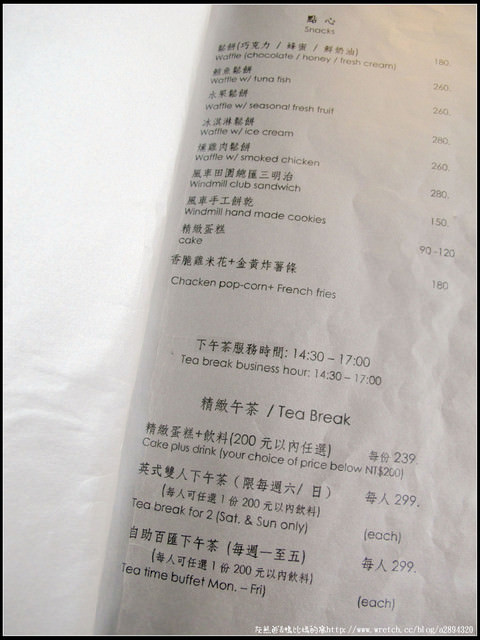 點 心
Snacks
鬆餅(巧克力 / 蜂蜜 / 鮮奶油)
Waffle (chocolate / honey / fresh cream) 180.
鮪魚鬆餅
Waffle w/ tuna fish 260.
水果鬆餅
Waffle w/ seasonal fresh fruit 260.
冰淇淋鬆餅
Waffle w/ ice cream 280.
燻雞肉鬆餅
Waffle w/ smoked chicken 260.
風車田園總匯三明治
Windmill club sandwich 280.
風車手工餅乾
Windmill hand made cookies 150.
精緻蛋糕
cake 90 -120
香脆雞米花+金黃炸薯條
Chacken pop-corn+ French fries 180
下午茶服務時間: 14:30 – 17:00
Tea break business hour: 14:30 – 17:00
精緻午茶 / Tea Break
精緻蛋糕+飲料(200 元以內任選) 每份 239.
Cake plus drink (your choice of price below NT$200)
英式雙人下午茶 (限每週六/ 日) 每人 299.
(每人可任選 1 份 200 元以內飲料)
Tea break for 2 (Sat. & Sun only) (each)
自助百匯下午茶 (每週一至五) 每人 299.
(每人可任選 1 份 200 元以內飲料)
Tea time buffet Mon. – Fri) (each)
http://www.wretch.cc/blog/a2894320